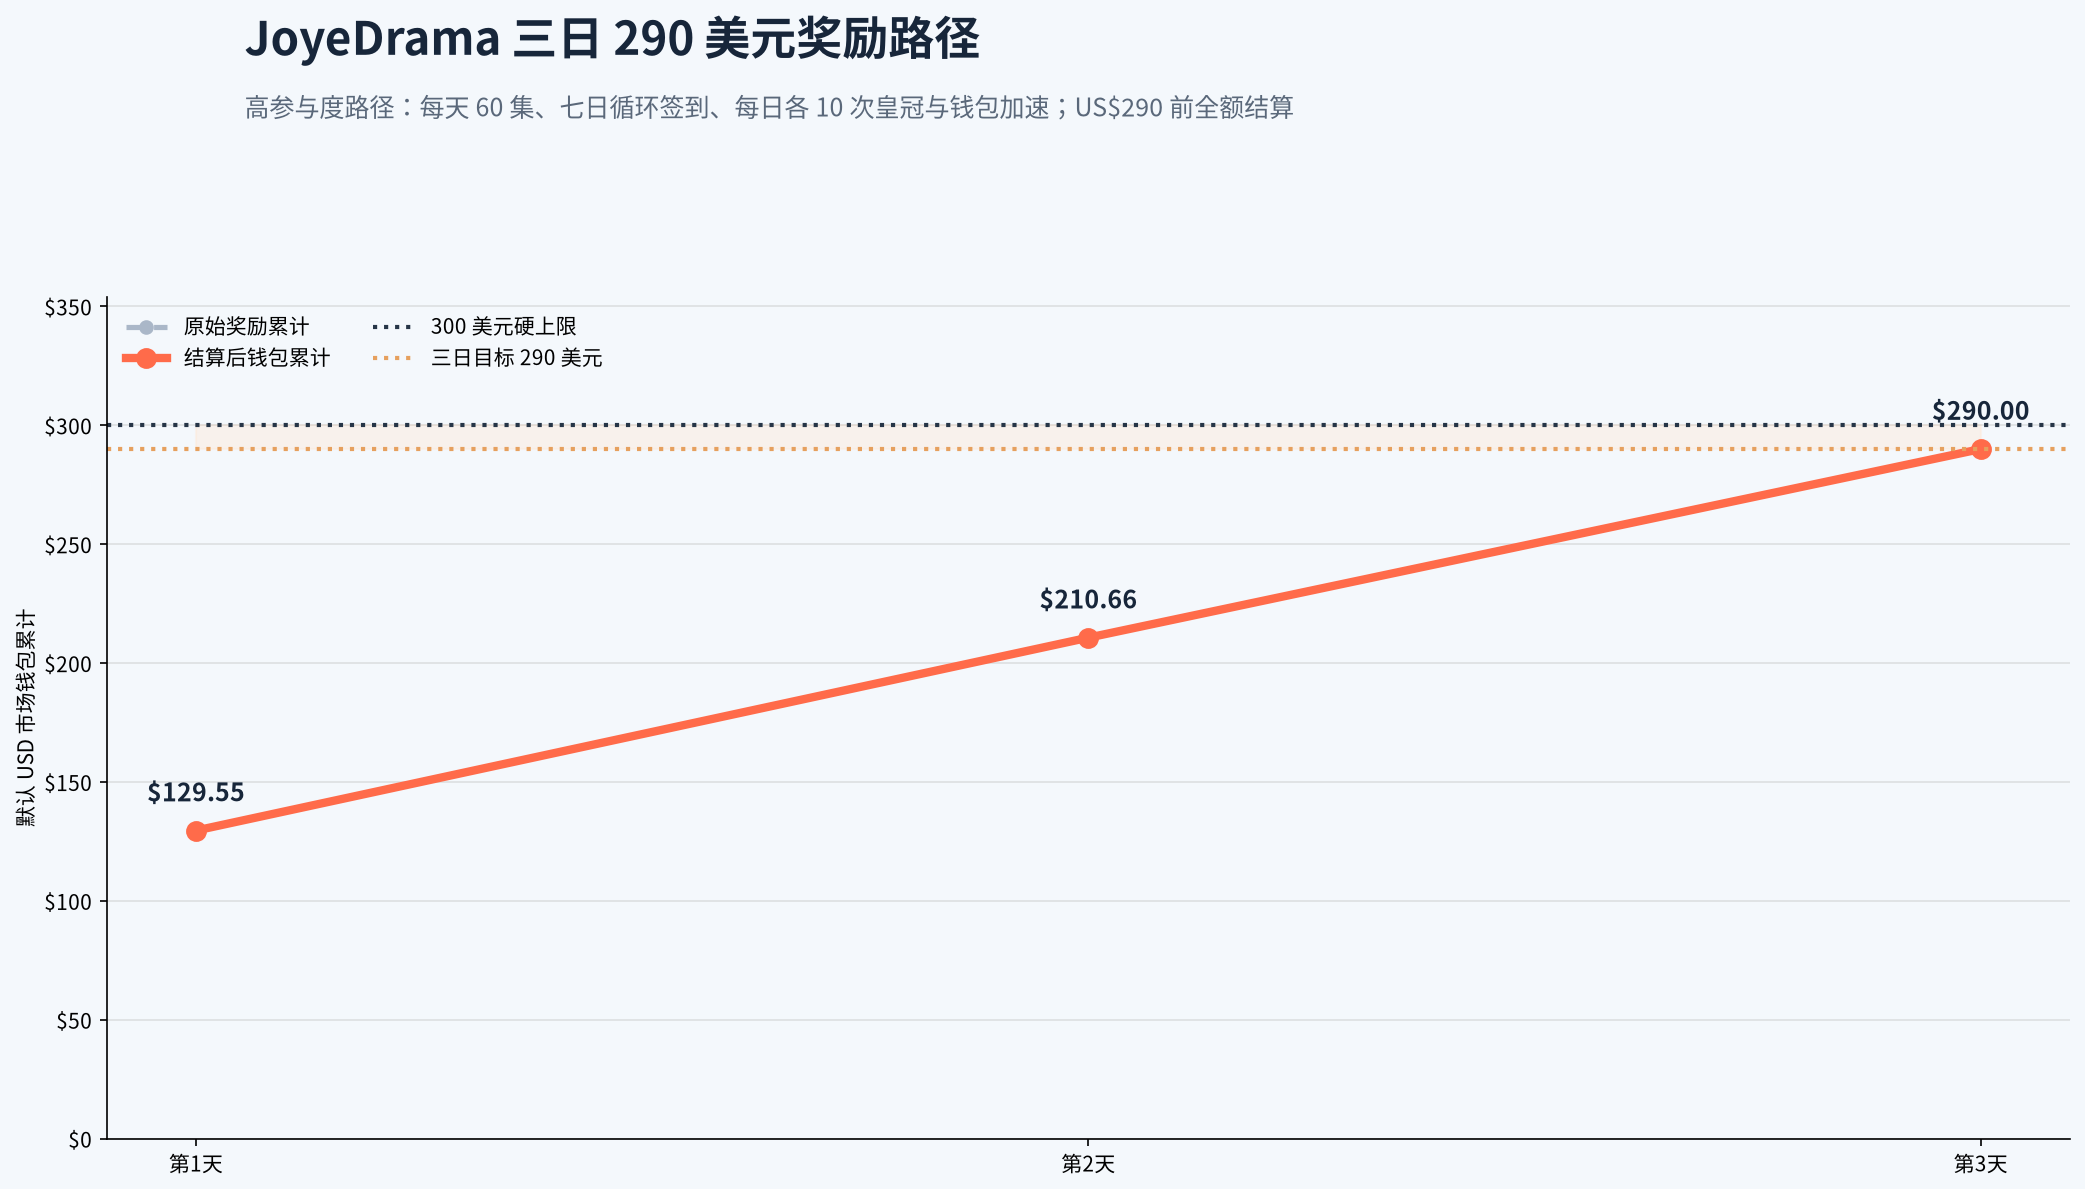 JoyeDrama 三日 290 美元奖励路径
高参与度路径：每天 60 集、七日循环签到、每日各 10 次皇冠与钱包加速；US$290 前全额结算
$350
原始奖励累计
300 美元硬上限
结算后钱包累计
三日目标 290 美元
$300
$290.00
$250
$210.66
$200
默认 USD 市场钱包累计
$150
$129.55
$100
$50
$0
第1天
第2天
第3天